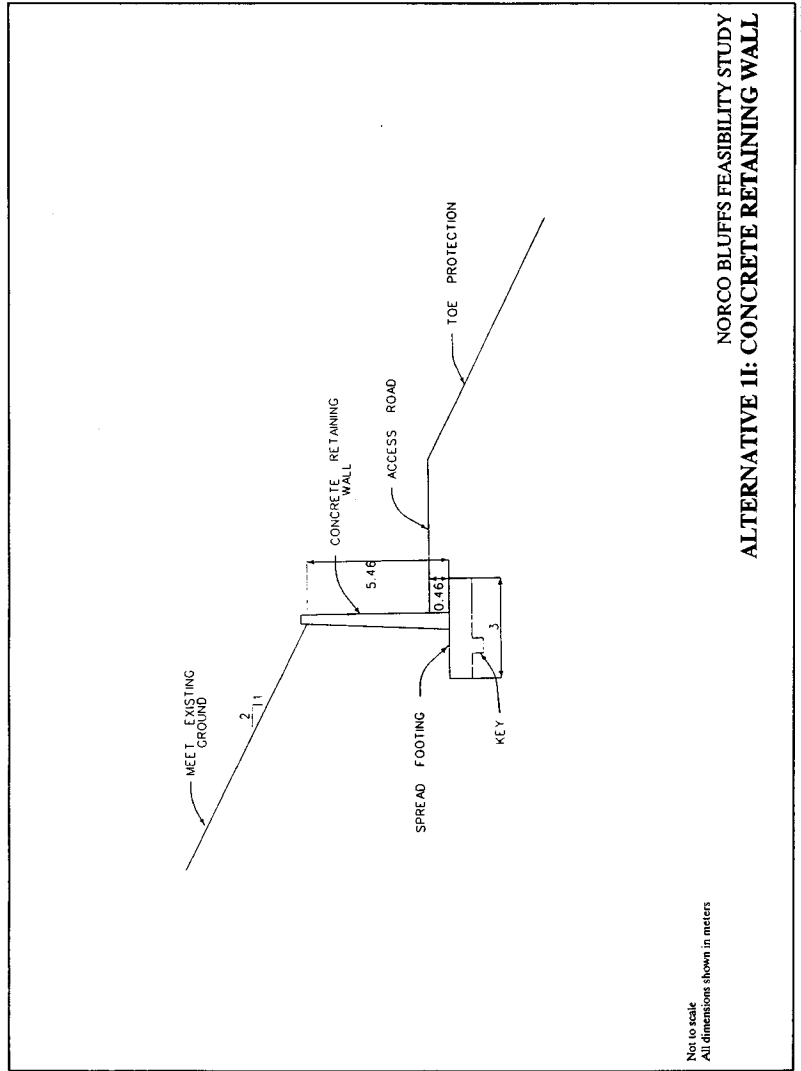 MEET EXISTING
GROUND
2
1
CONCRETE RETAINING
WALL
5.46
ACCESS ROAD
TOE PROTECTION
0.46
SPREAD FOOTING
3
KEY
Not to scale
All dimensions shown in meters
NORCO BLUFFS FEASIBILITY STUDY
ALTERNATIVE 1I: CONCRETE RETAINING WALL